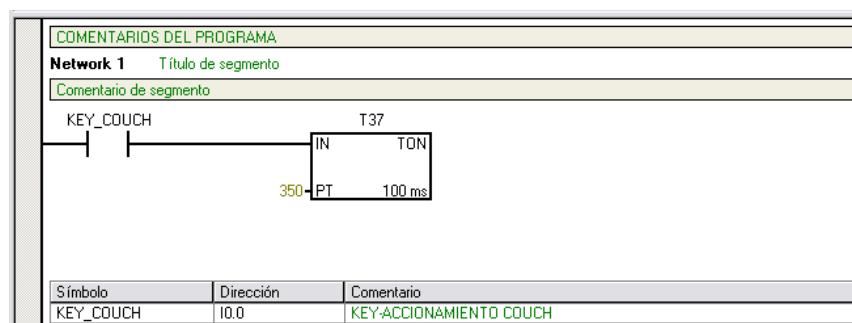 COMENTARIOS DEL PROGRAMA
Network 1 Título de segmento
Comentario de segmento
KEY_COUCH T37
IN TON
350 PT 100 ms
Símbolo Dirección Comentario
KEY_COUCH I0.0 KEY-ACCIONAMIENTO COUCH